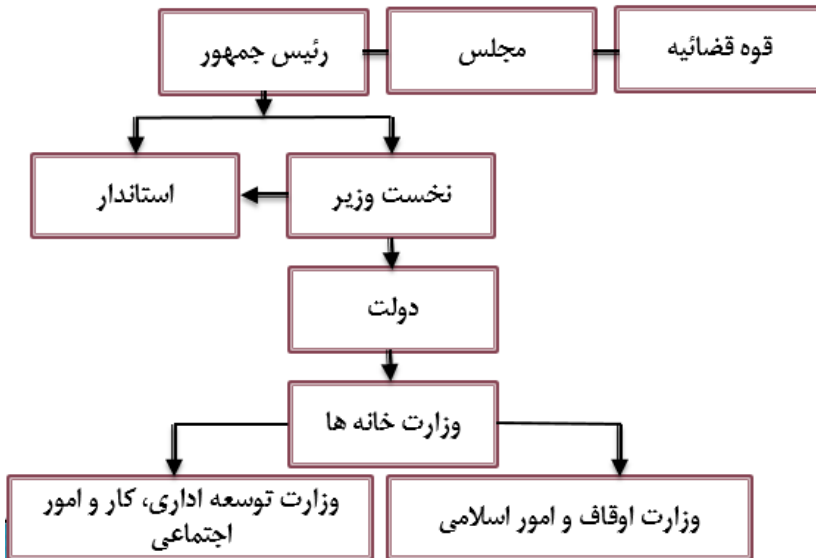 قوه قضائیه
مجلس
رئیس جمهور
نخست وزیر
استاندار
دولت
وزارت خانه ها
وزارت اوقاف و امور اسلامی
وزارت توسعه اداری، کار و امور
اجتماعی